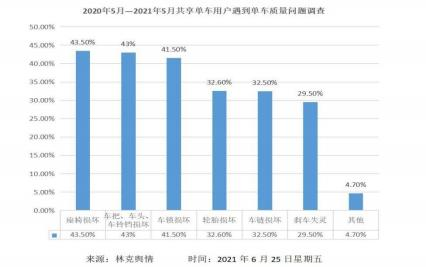 2020年5月—2021年5月共享单车用户遇到单车质量问题调查
50.00%
45.00%
40.00%
35.00%
30.00%
25.00%
20.00%
15.00%
10.00%
5.00%
0.00%
43.50%
43%
41.50%
32.60%
32.50%
29.50%
4.70%
座椅损坏
车把、车头、车铃铛损坏
车锁损坏
轮胎损坏
车链损坏
刹车失灵
其他
43.50% 43% 41.50% 32.60% 32.50% 29.50% 4.70%
来源：林克舆情 时间：2021 年 6 月 25 日星期五